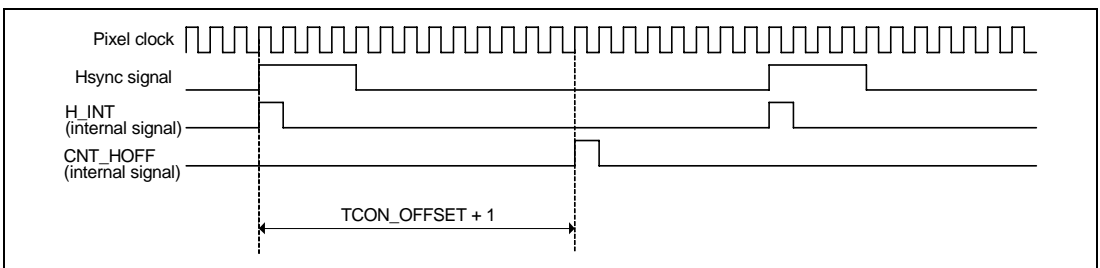 Pixel clock
Hsync signal
H_INT
(internal signal)
CNT_HOFF
(internal signal)
TCON_OFFSET + 1